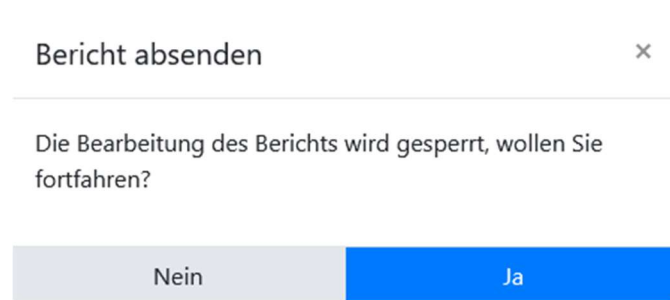 Bericht absenden
×
Die Bearbeitung des Berichts wird gesperrt, wollen Sie
fortfahren?
Nein
Ja